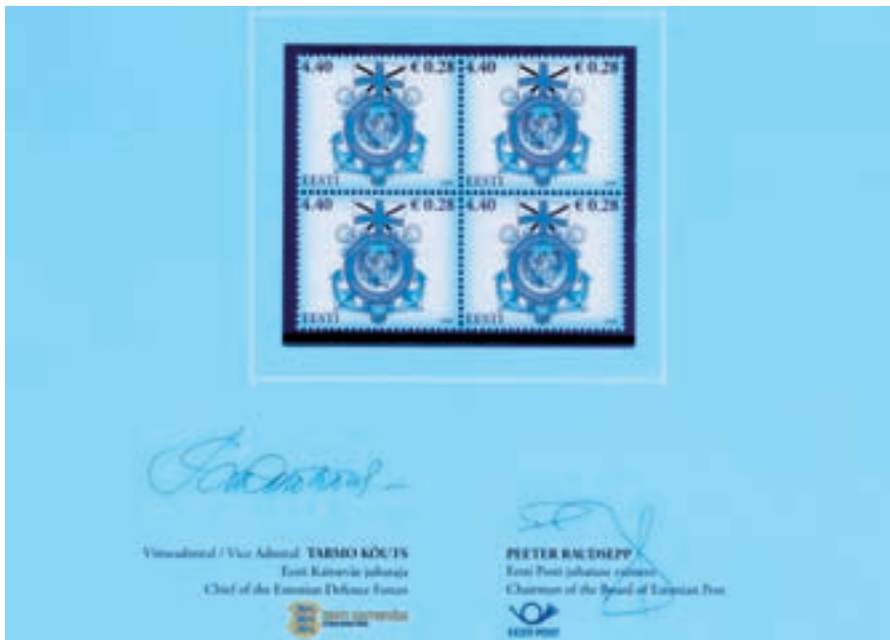 4.40 € 0.28 4.40 € 0.28
EESTI EESTI
4.40 € 0.28 4.40 € 0.28
EESTI EESTI
Viitseadmiral / Vice Admiral TARMO KÕUTS
Eesti Kaitseväe juhataja
Chief of the Estonian Defence Forces
PEETER RAUDSEPP
Eesti Posti juhatuse esimees
Chairman of the Board of Estonian Post
EESTI POST